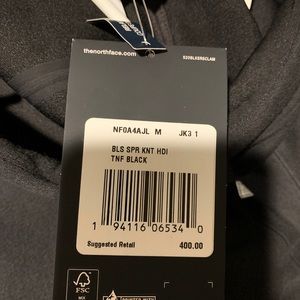 thenorthface.com
NF0A4AJL M JK3 1
BLS SPR KNT HDI
TNF BLACK
1 94116 06534 0
Suggested Retail 400.00
FSC